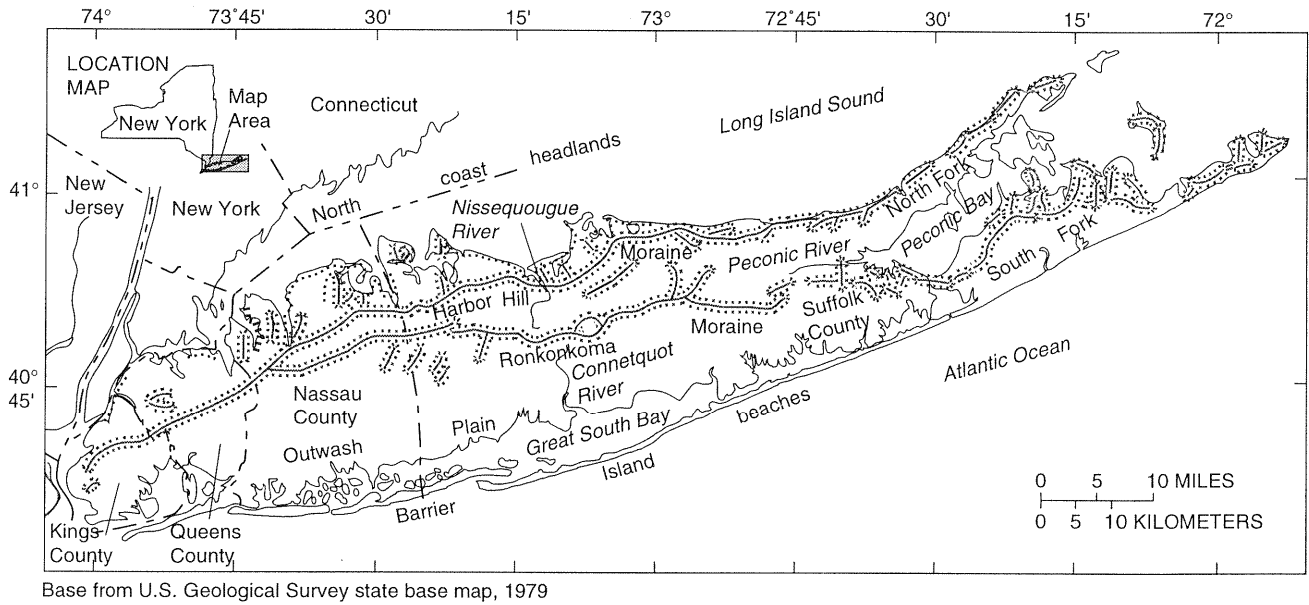 74°
73°45'
30'
15'
73°
72°45'
30'
15'
72°
LOCATION
MAP
New York
Map
Area
Connecticut
Long Island Sound
coast headlands
North
41°
New
Jersey
New York
Nissequougue
River
North Fork
Peconic Bay
Moraine
Peconic River
South Fork
Harbor Hill
Suffolk
County
Moraine
Ronkonkoma
Connetquot
River
Atlantic Ocean
40°
45'
Nassau
County
Plain
Great South Bay
beaches
Outwash
Island
Barrier
Kings
County
Queens
County
0 5 10 MILES
0 5 10 KILOMETERS
Base from U.S. Geological Survey state base map, 1979